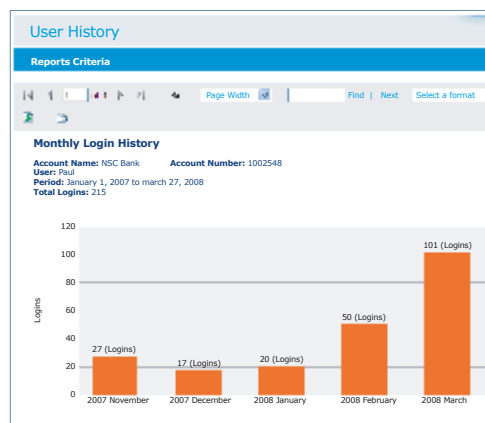 User History
Reports Criteria
Page Width Find | Next Select a format
Monthly Login History
Account Name: NSC Bank Account Number: 1002548
User: Paul
Period: January 1, 2007 to march 27, 2008
Total Logins: 215
120
100
80
60
40
20
0
Logins
27 (Logins)
17 (Logins)
20 (Logins)
50 (Logins)
101 (Logins)
2007 November 2007 December 2008 January 2008 February 2008 March